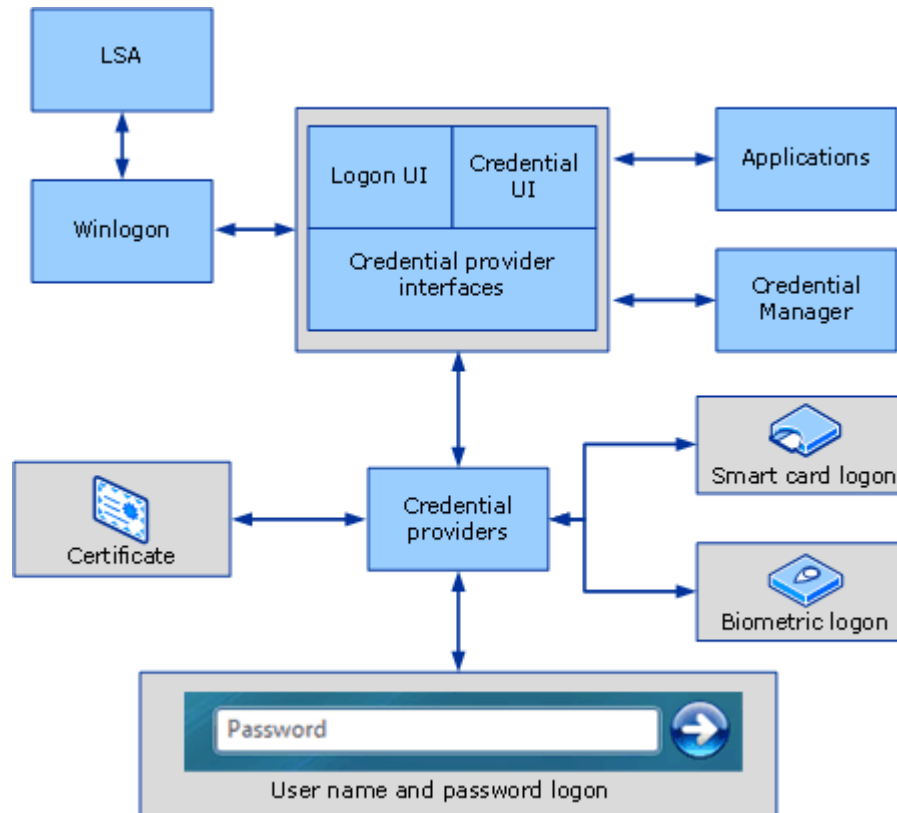 LSA
Winlogon
Logon UI
Credential
UI
Credential provider
interfaces
Applications
Credential
Manager
Certificate
Credential
providers
Smart card logon
Biometric logon
Password
User name and password logon